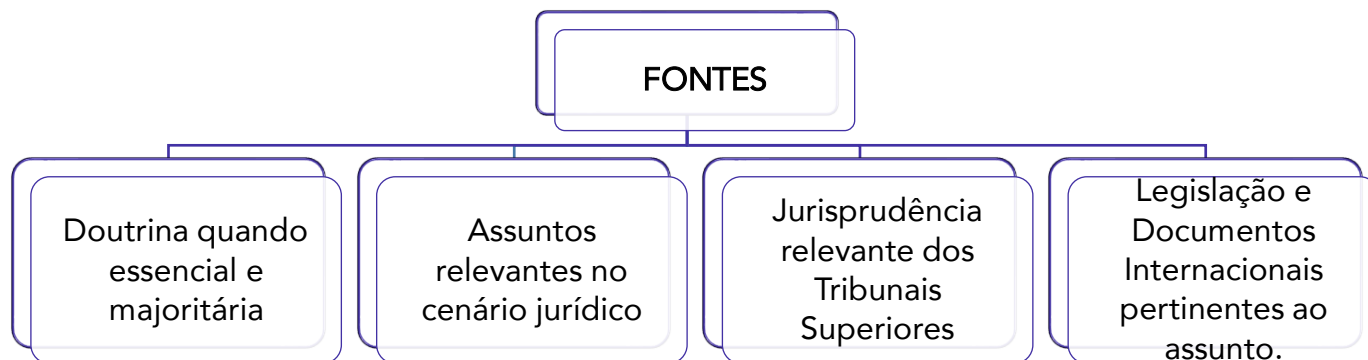 FONTES
Doutrina quando
essencial e
majoritária
Assuntos
relevantes no
cenário jurídico
Jurisprudência
relevante dos
Tribunais
Superiores
Legislação e
Documentos
Internacionais
pertinentes ao
assunto.